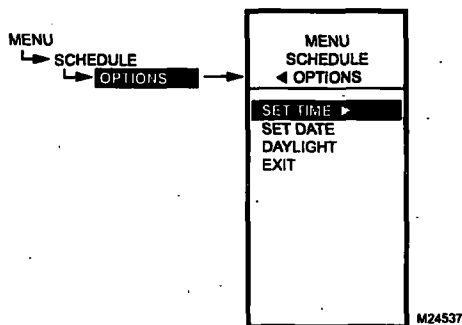 MENU
SCHEDULE
OPTIONS
MENU
SCHEDULE
◀ OPTIONS
SET TIME ▶
SET DATE
DAYLIGHT
EXIT
M24537